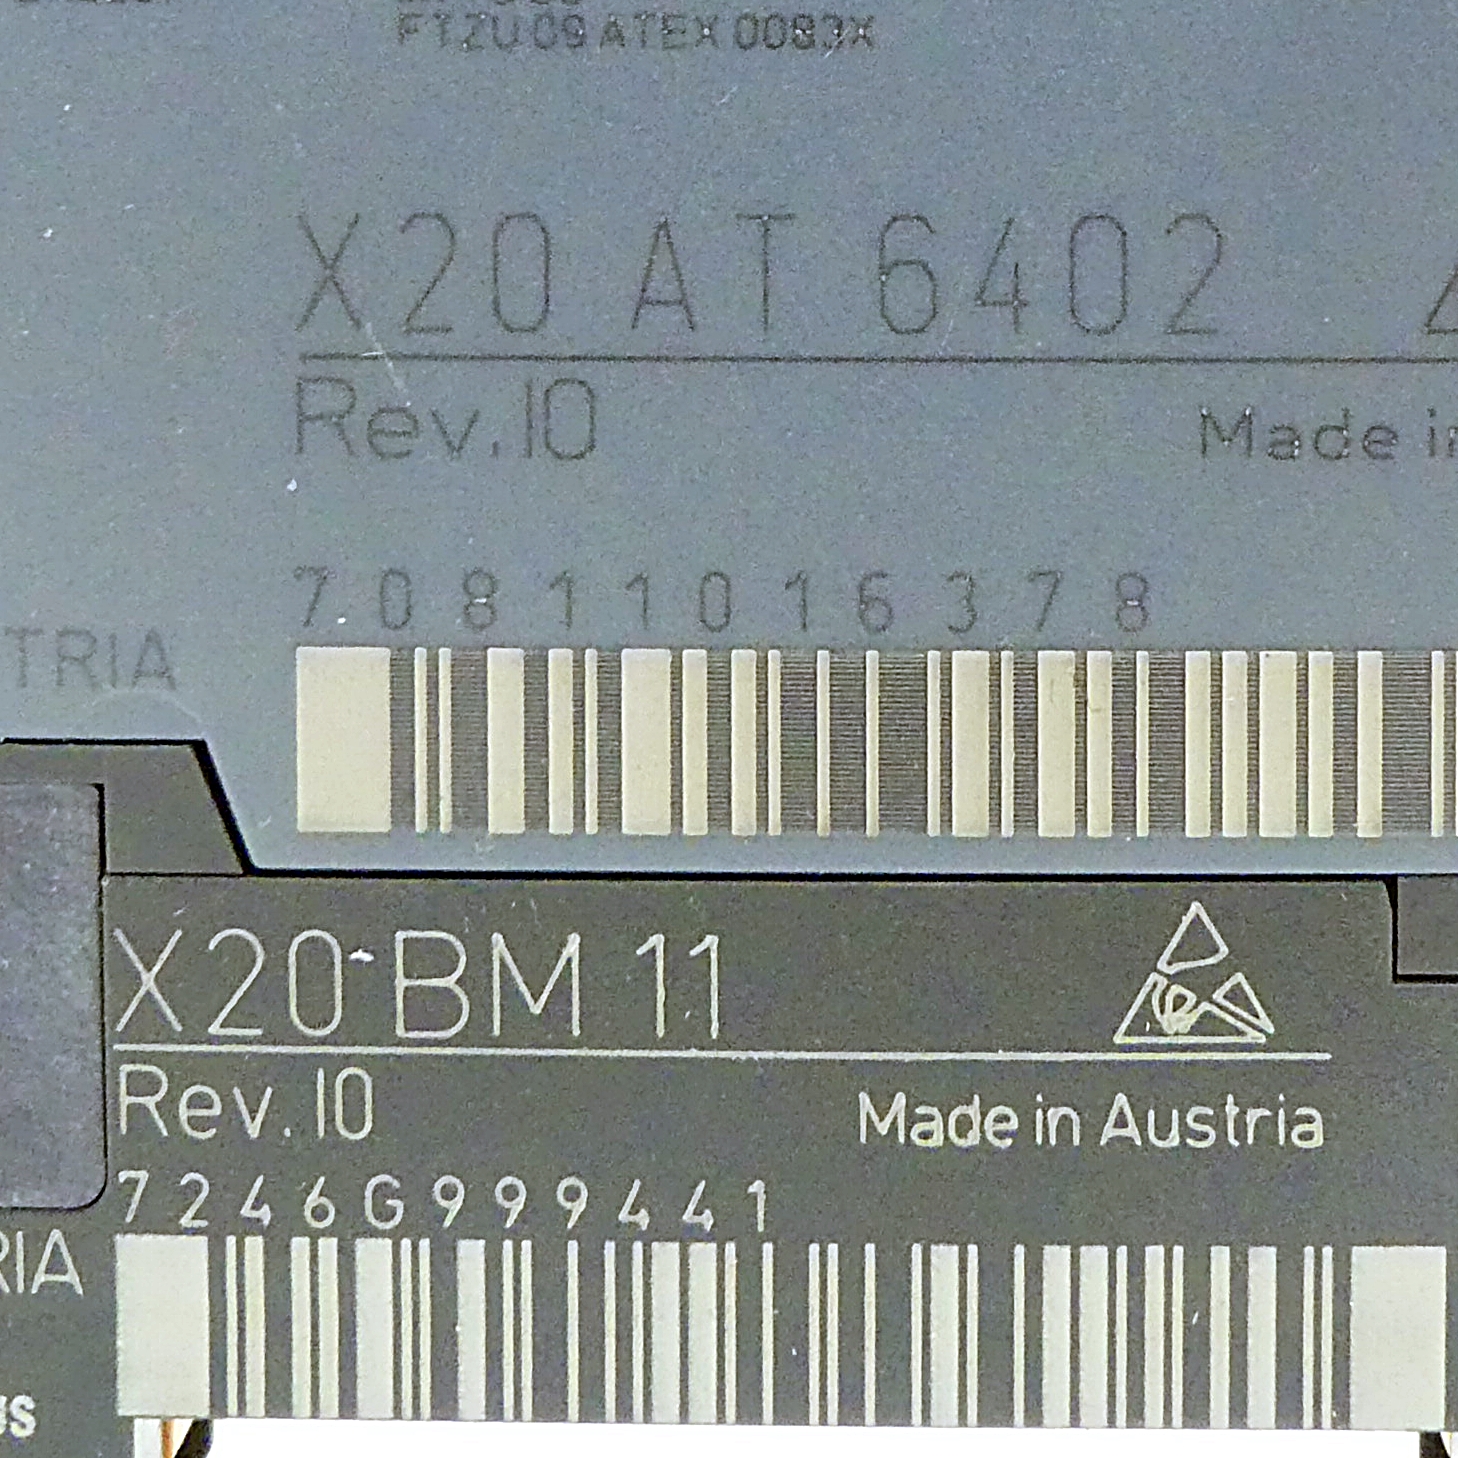 FTZU 09 ATEX 0083X
X20 AT 6402
Rev. I0
Made in
70811016378
TRIA
X20 BM 11
Rev. I0
Made in Austria
7246G999441
RIA
us